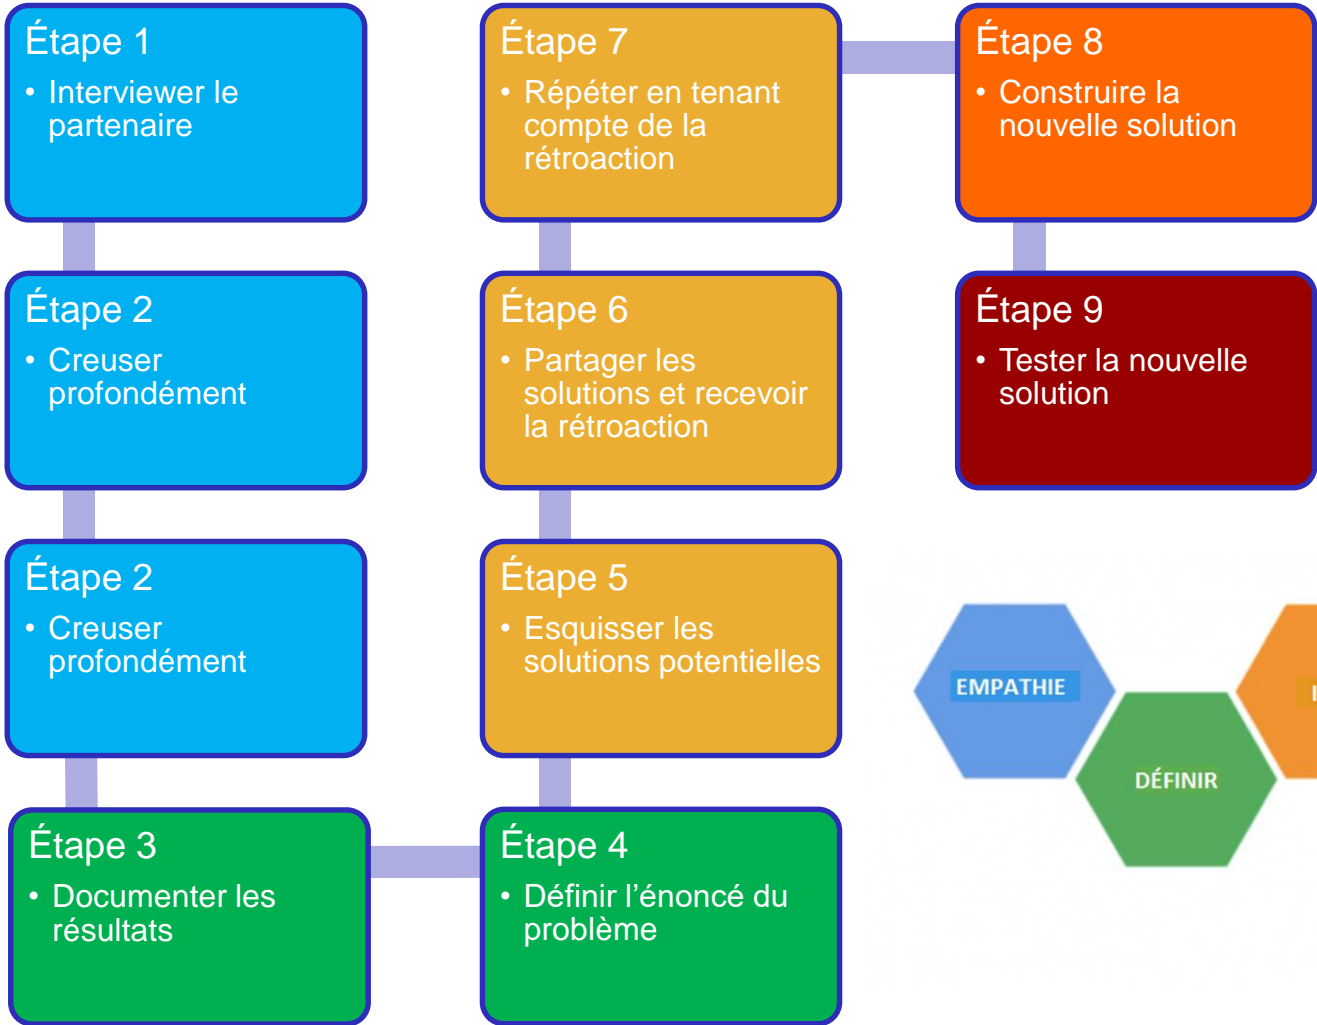 Étape 1
• Interviewer le
partenaire
Étape 2
• Creuser
profondément
Étape 2
• Creuser
profondément
Étape 3
• Documenter les
résultats
Étape 4
• Définir l’énoncé du
problème
Étape 5
• Esquisser les
solutions potentielles
Étape 6
• Partager les
solutions et recevoir
la rétroaction
Étape 7
• Répéter en tenant
compte de la
rétroaction
Étape 8
• Construire la
nouvelle solution
Étape 9
• Tester la nouvelle
solution
EMPATHIE
DÉFINIR